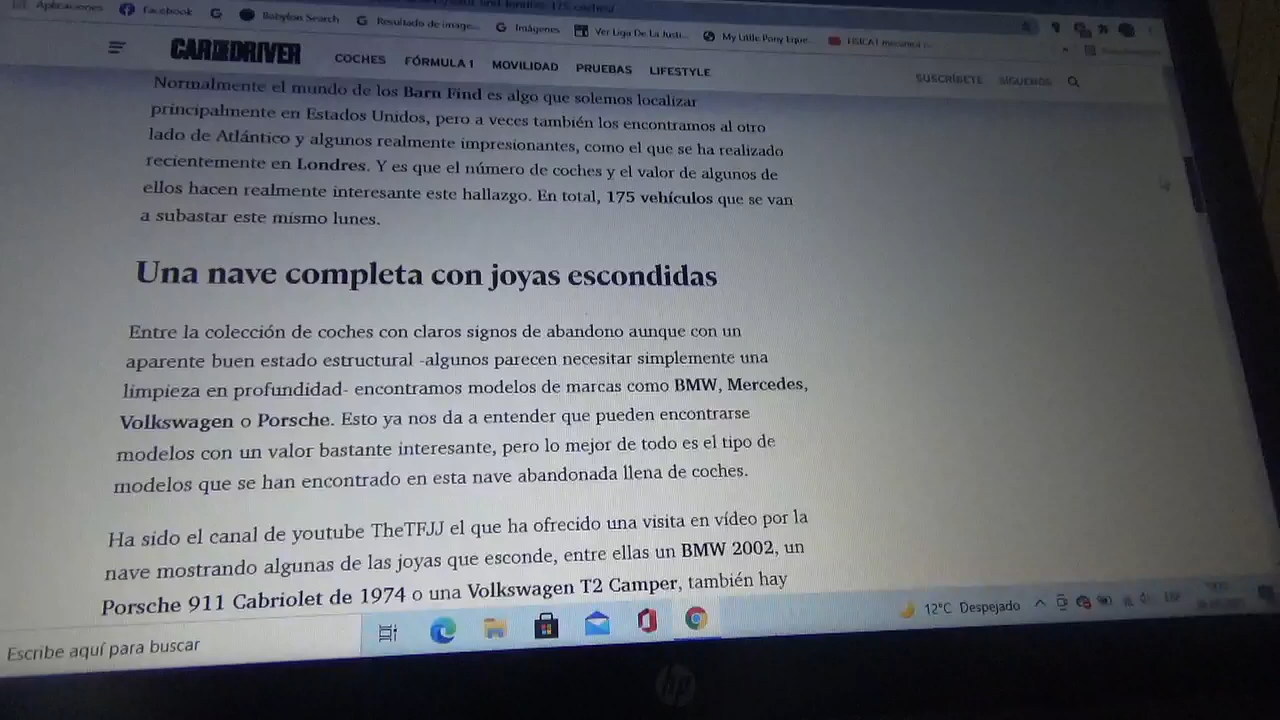 Aplicaciones Facebook Babylon Search Resultado de image... Imágenes Ver Liga De La Justi... My Little Pony Eque...
CAR AND DRIVER COCHES FÓRMULA 1 MOVILIDAD PRUEBAS LIFESTYLE SUSCRÍBETE SÍGUENOS
Normalmente el mundo de los Barn Find es algo que solemos localizar
principalmente en Estados Unidos, pero a veces también los encontramos al otro
lado de Atlántico y algunos realmente impresionantes, como el que se ha realizado
recientemente en Londres. Y es que el número de coches y el valor de algunos de
ellos hacen realmente interesante este hallazgo. En total, 175 vehículos que se van
a subastar este mismo lunes.
Una nave completa con joyas escondidas
Entre la colección de coches con claros signos de abandono aunque con un
aparente buen estado estructural -algunos parecen necesitar simplemente una
limpieza en profundidad- encontramos modelos de marcas como BMW, Mercedes,
Volkswagen o Porsche. Esto ya nos da a entender que pueden encontrarse
modelos con un valor bastante interesante, pero lo mejor de todo es el tipo de
modelos que se han encontrado en esta nave abandonada llena de coches.
Ha sido el canal de youtube TheTFJJ el que ha ofrecido una visita en vídeo por la
nave mostrando algunas de las joyas que esconde, entre ellas un BMW 2002, un
Porsche 911 Cabriolet de 1974 o una Volkswagen T2 Camper, también hay
Escribe aquí para buscar 12°C Despejado ESP
hp